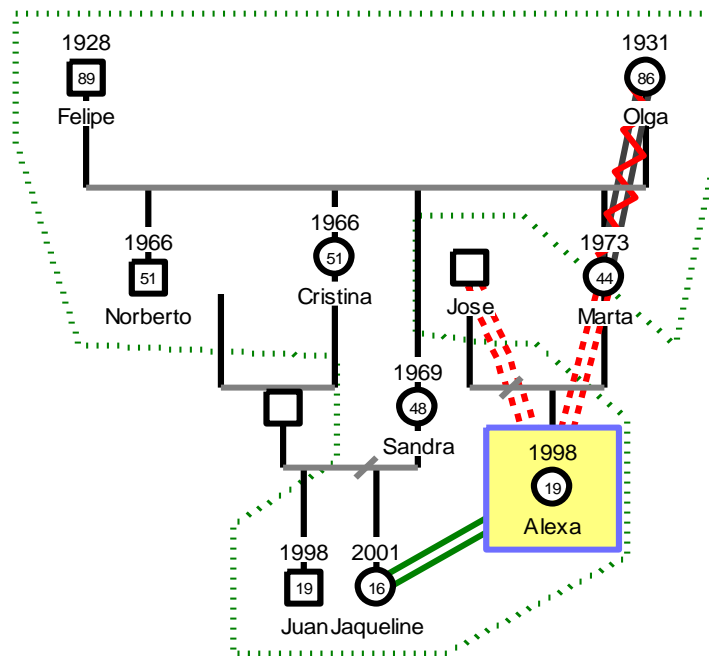 1928
89
Felipe
1931
86
Olga
1966
51
Norberto
1966
51
Cristina
Jose
1973
44
Marta
1969
48
Sandra
1998
19
Alexa
1998
19
Juan
2001
16
Jaqueline